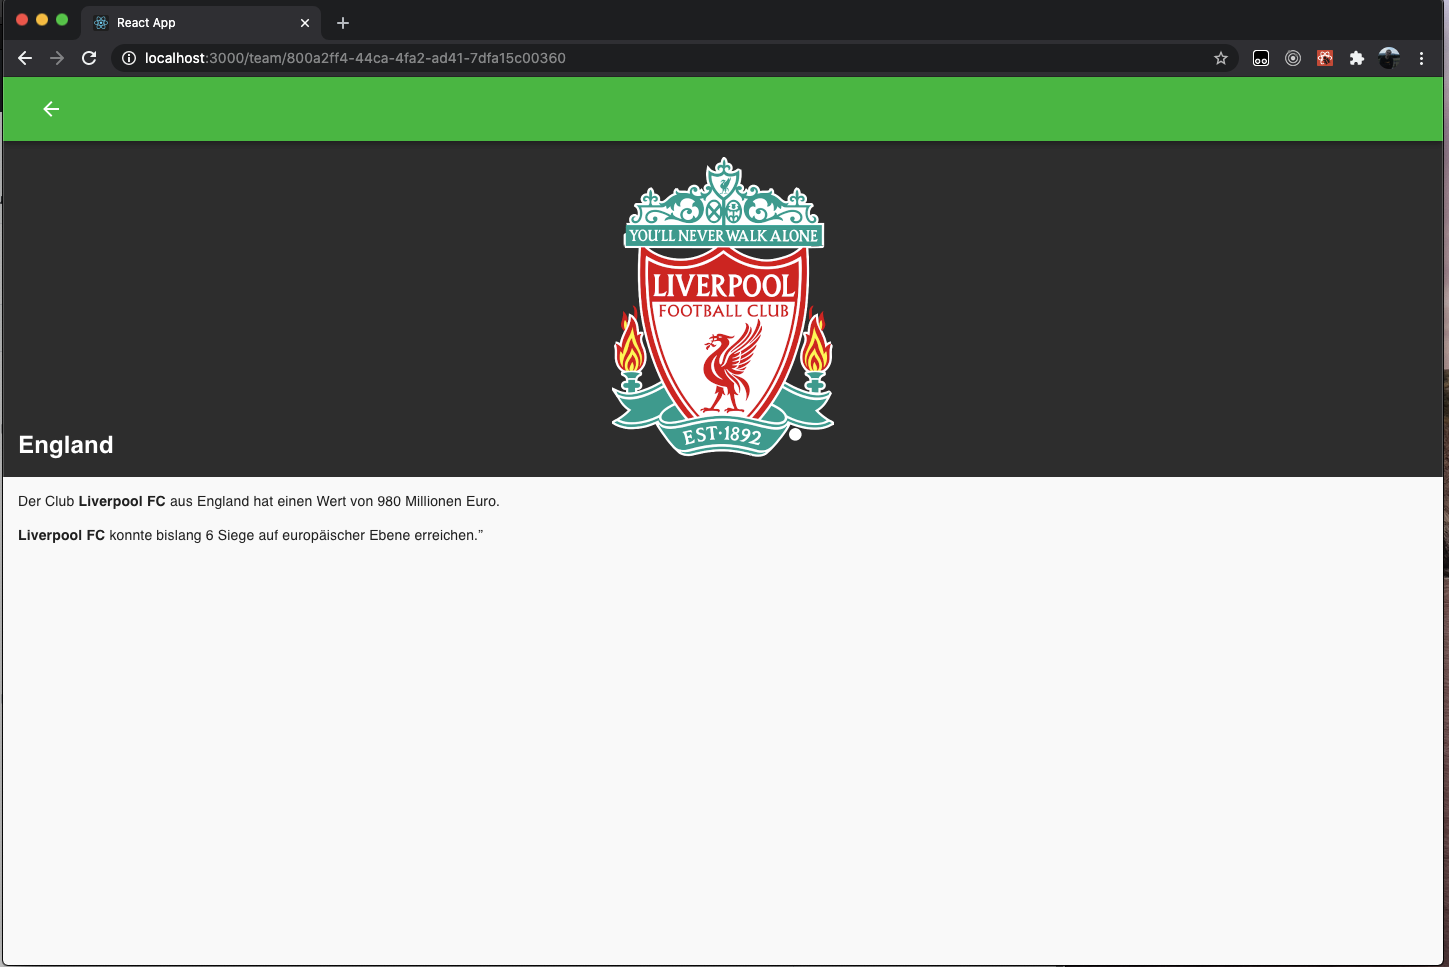 React App
localhost:3000/team/800a2ff4-44ca-4fa2-ad41-7dfa15c00360
YOU'LL NEVER WALK ALONE
LIVERPOOL
FOOTBALL CLUB
EST·1892
England
Der Club Liverpool FC aus England hat einen Wert von 980 Millionen Euro.
Liverpool FC konnte bislang 6 Siege auf europäischer Ebene erreichen.”